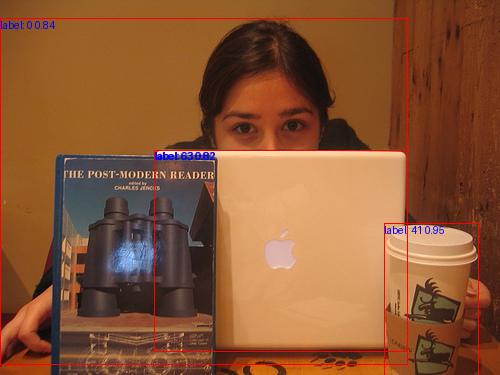 label: 0 0.84
label: 63 0.82
THE POST-MODERN READER
edited by
CHARLES JENCKS
label: 41 0.95